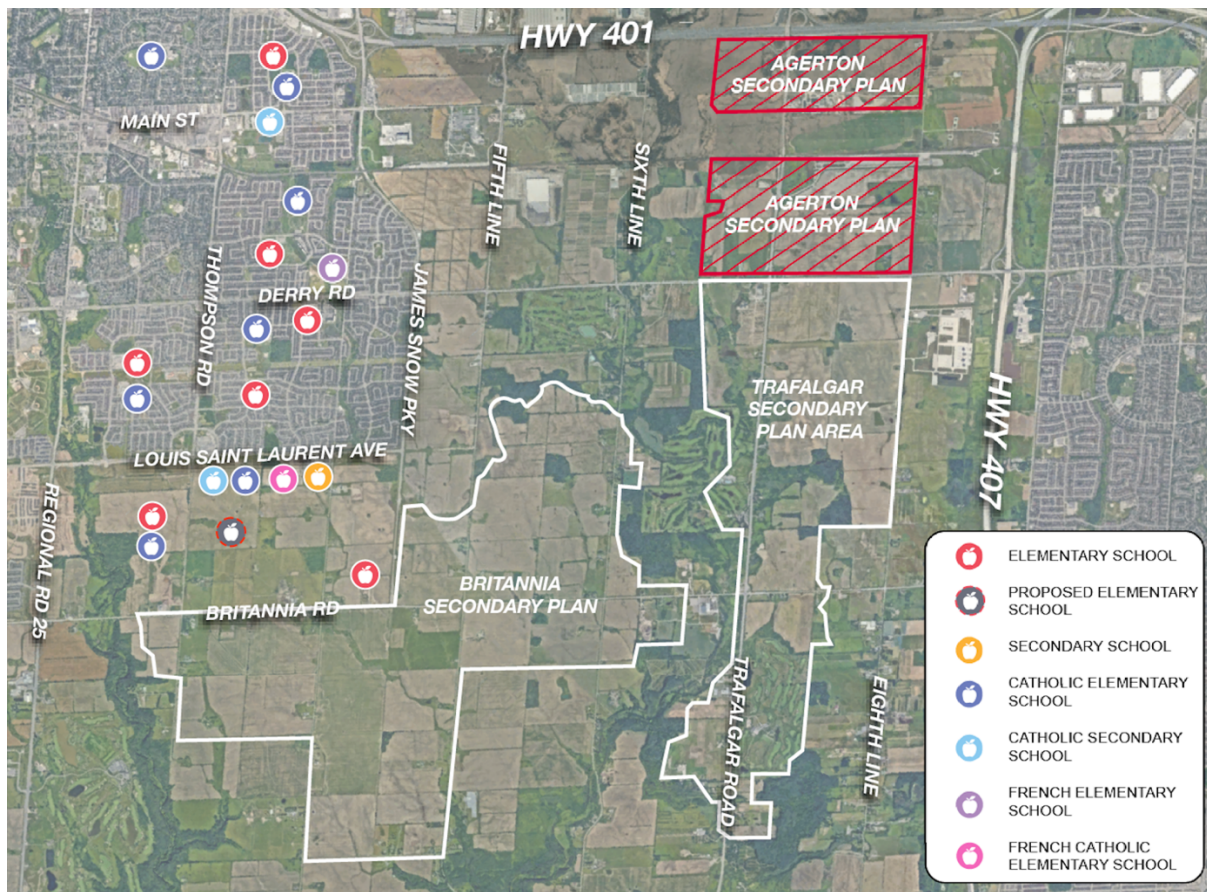 HWY 401
AGERTON
SECONDARY PLAN
MAIN ST
FIFTH LINE
SIXTH LINE
AGERTON
SECONDARY PLAN
THOMPSON RD
DERRY RD
JAMES SNOW PKY
TRAFALGAR
SECONDARY
PLAN AREA
HWY 407
LOUIS SAINT LAURENT AVE
REGIONAL RD 25
BRITANNIA
SECONDARY PLAN
BRITANNIA RD
TRAFALGAR ROAD
EIGHTH LINE
ELEMENTARY SCHOOL
PROPOSED ELEMENTARY
SCHOOL
SECONDARY SCHOOL
CATHOLIC ELEMENTARY
SCHOOL
CATHOLIC SECONDARY
SCHOOL
FRENCH ELEMENTARY
SCHOOL
FRENCH CATHOLIC
ELEMENTARY SCHOOL